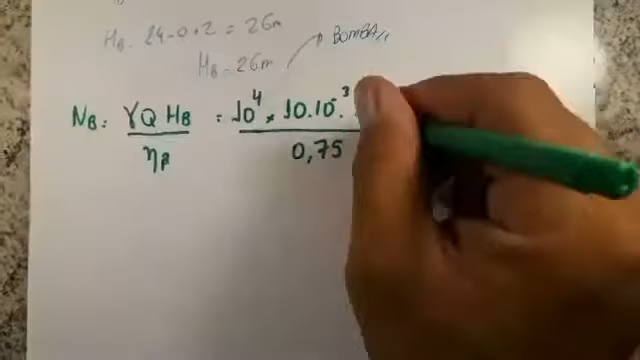 HB = 24-0+2 = 26m
HB = 26m BOMBA//
NB = γQ HB = 10⁴ × 10.10⁻³
ηB 0,75